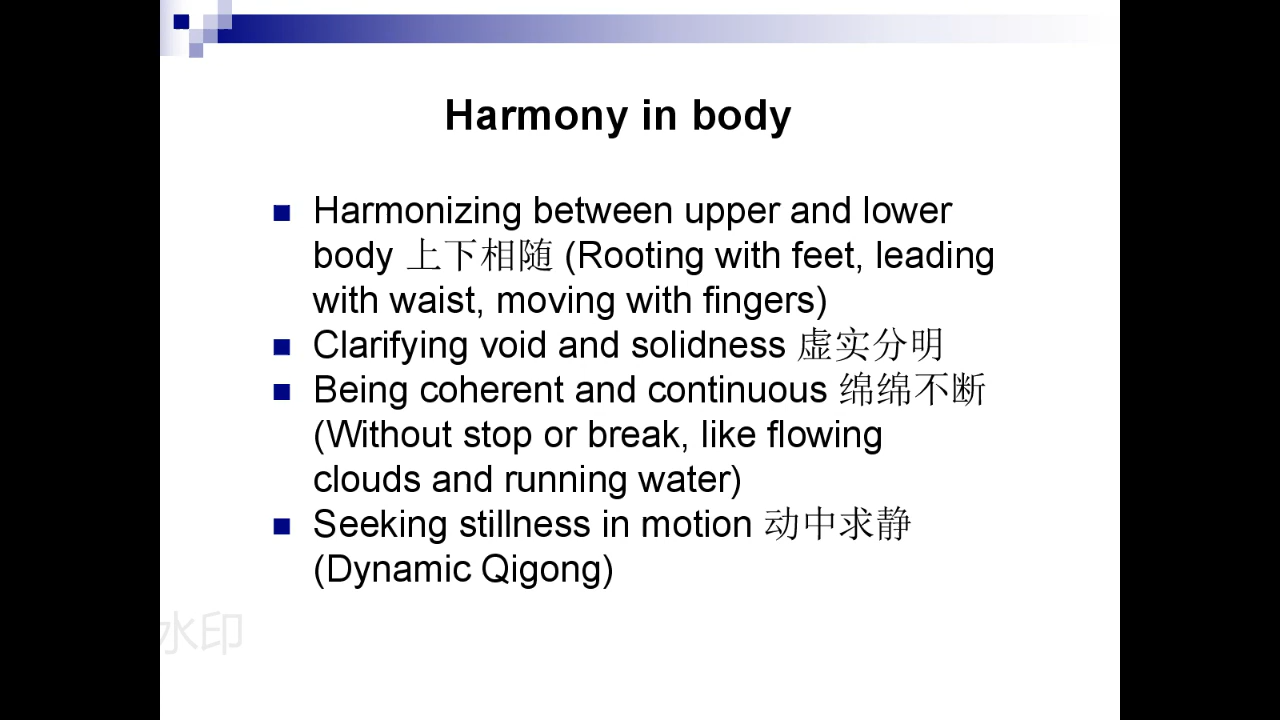 Harmony in body
Harmonizing between upper and lower
body 上下相随 (Rooting with feet, leading
with waist, moving with fingers)
Clarifying void and solidness 虚实分明
Being coherent and continuous 绵绵不断
(Without stop or break, like flowing
clouds and running water)
Seeking stillness in motion 动中求静
(Dynamic Qigong)
水印